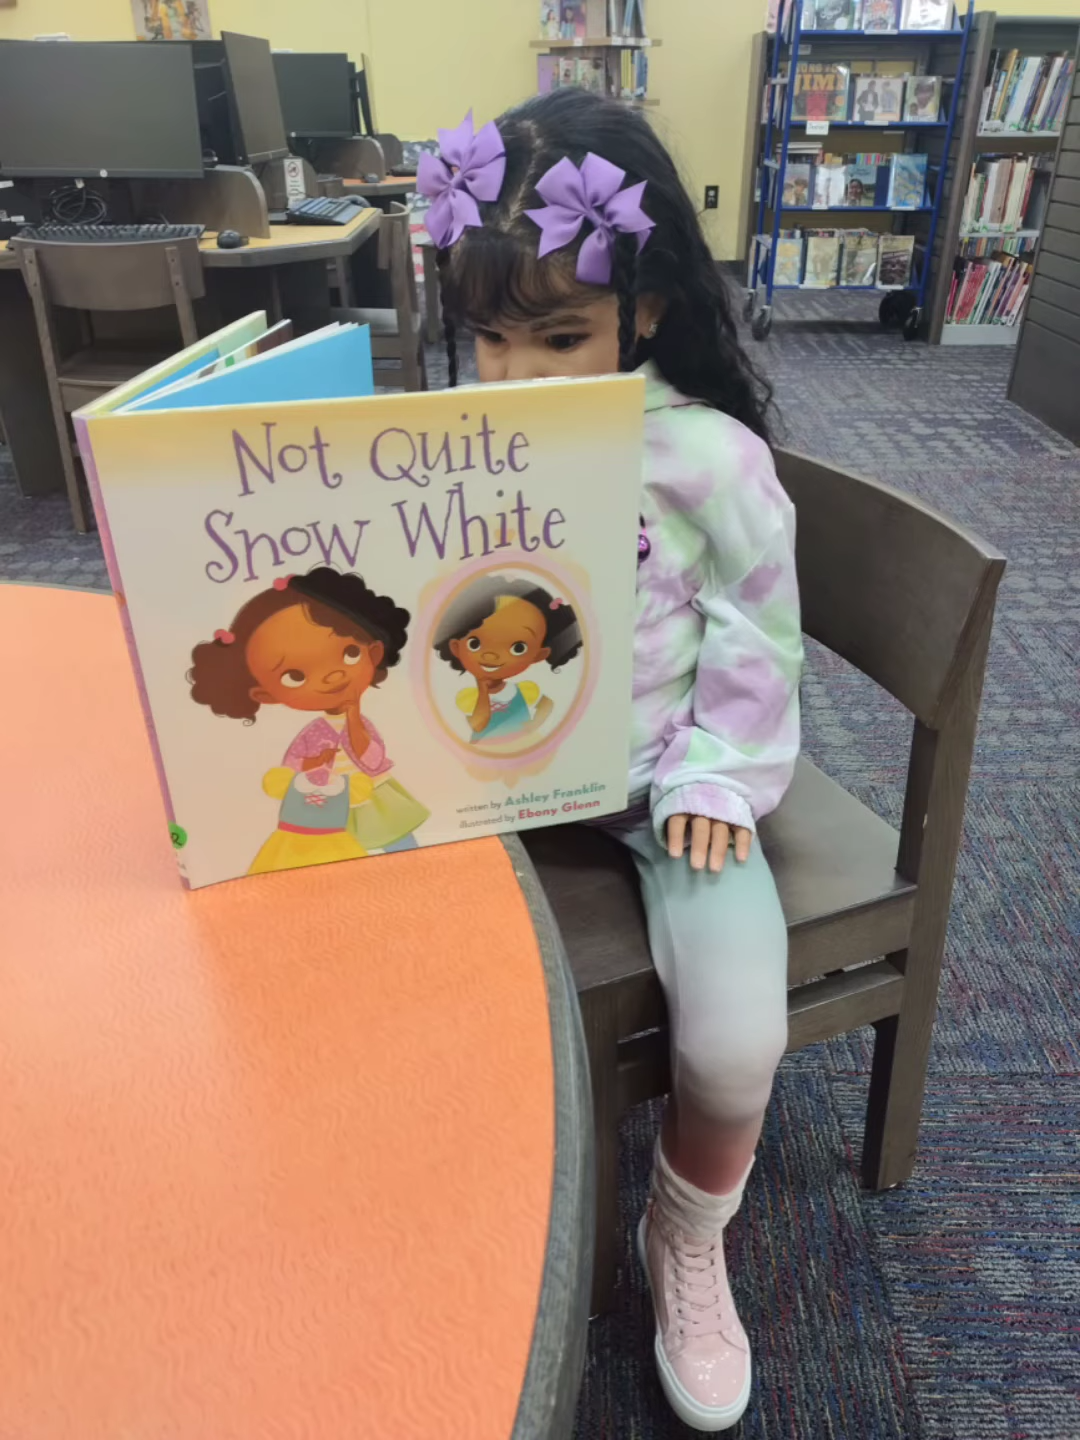 Not Quite
Snow White
written by Ashley Franklin
illustrated by Ebony Glenn